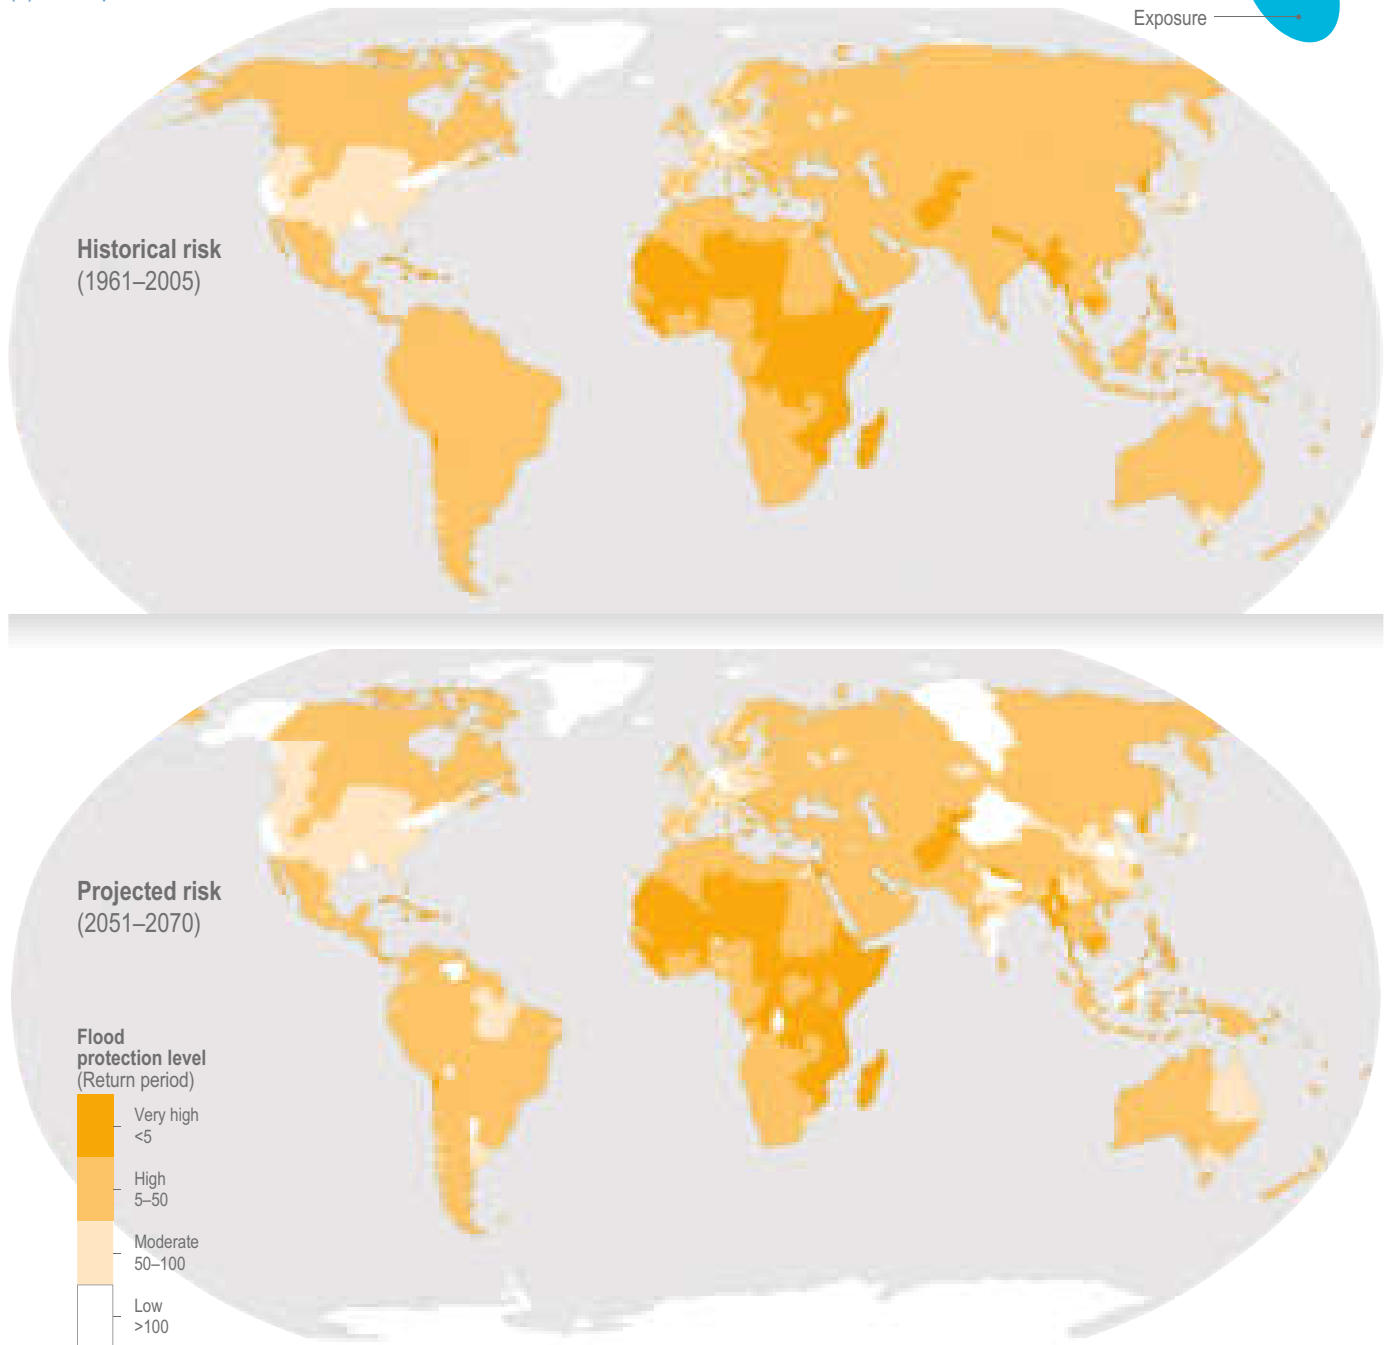 Exposure
Historical risk
(1961–2005)
Projected risk
(2051–2070)
Flood
protection level
(Return period)
Very high
<5
High
5–50
Moderate
50–100
Low
>100